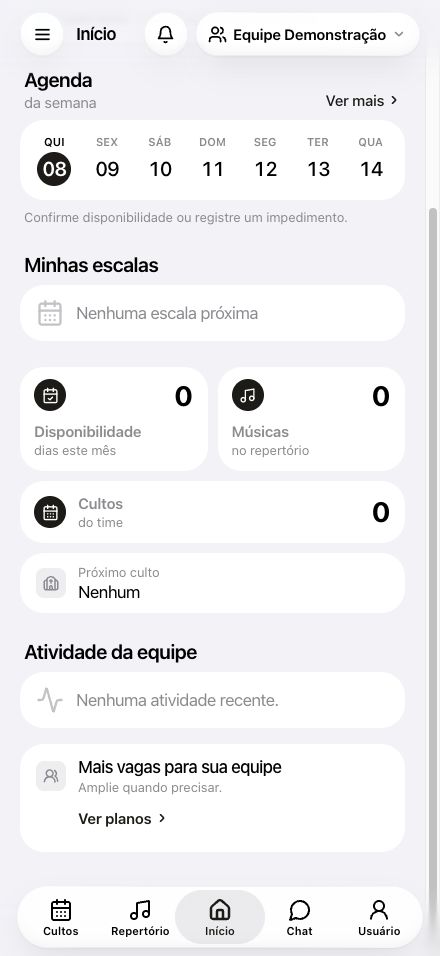 Início
Equipe Demonstração
Agenda
da semana
Ver mais
QUI SEX SÁB DOM SEG TER QUA
08 09 10 11 12 13 14
Confirme disponibilidade ou registre um impedimento.
Minhas escalas
Nenhuma escala próxima
0
Disponibilidade
dias este mês
0
Músicas
no repertório
Cultos
do time
0
Próximo culto
Nenhum
Atividade da equipe
Nenhuma atividade recente.
Mais vagas para sua equipe
Amplie quando precisar.
Ver planos
Cultos Repertório Início Chat Usuário